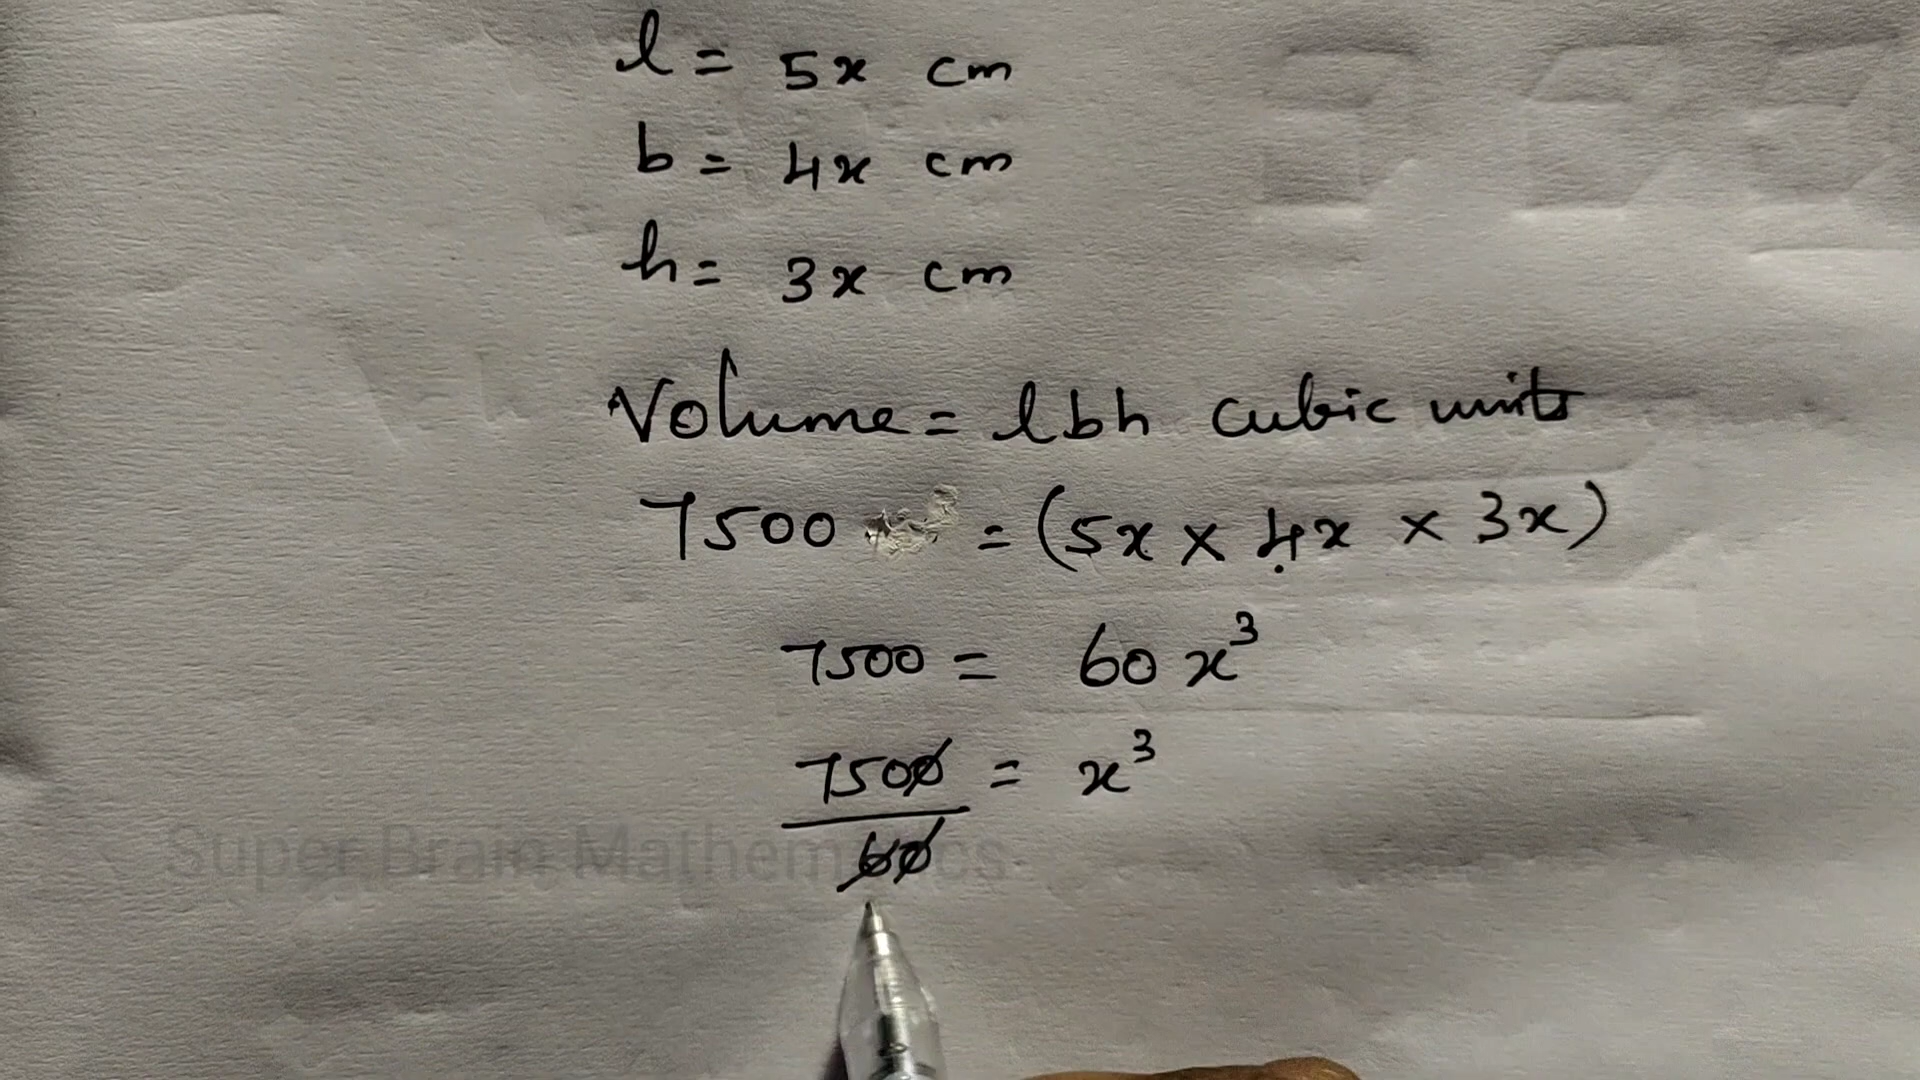 l = 5x cm
b = 4x cm
h = 3x cm
Volume = lbh cubic units
7500 = (5x × 4x × 3x)
7500 = 60x³
7500 = x³
60
Super Brain Mathematics